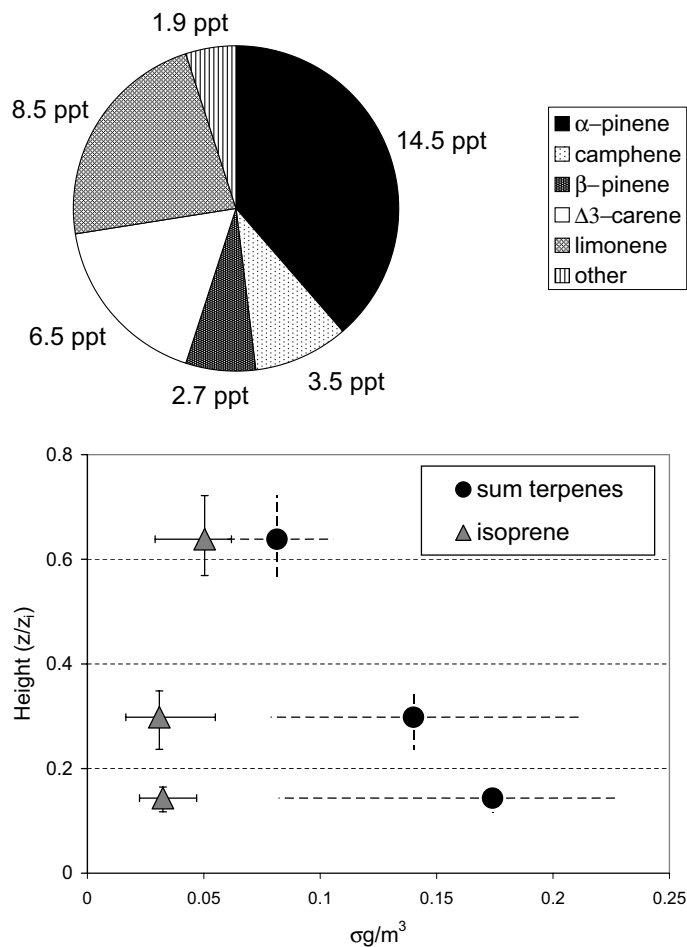 1.9 ppt
8.5 ppt
14.5 ppt
6.5 ppt
2.7 ppt
3.5 ppt
α–pinene
camphene
β–pinene
Δ3–carene
limonene
other
0.8
0.6
0.4
0.2
0
Height (z/zi)
sum terpenes
isoprene
0
0.05
0.1
0.15
0.2
0.25
σg/m³